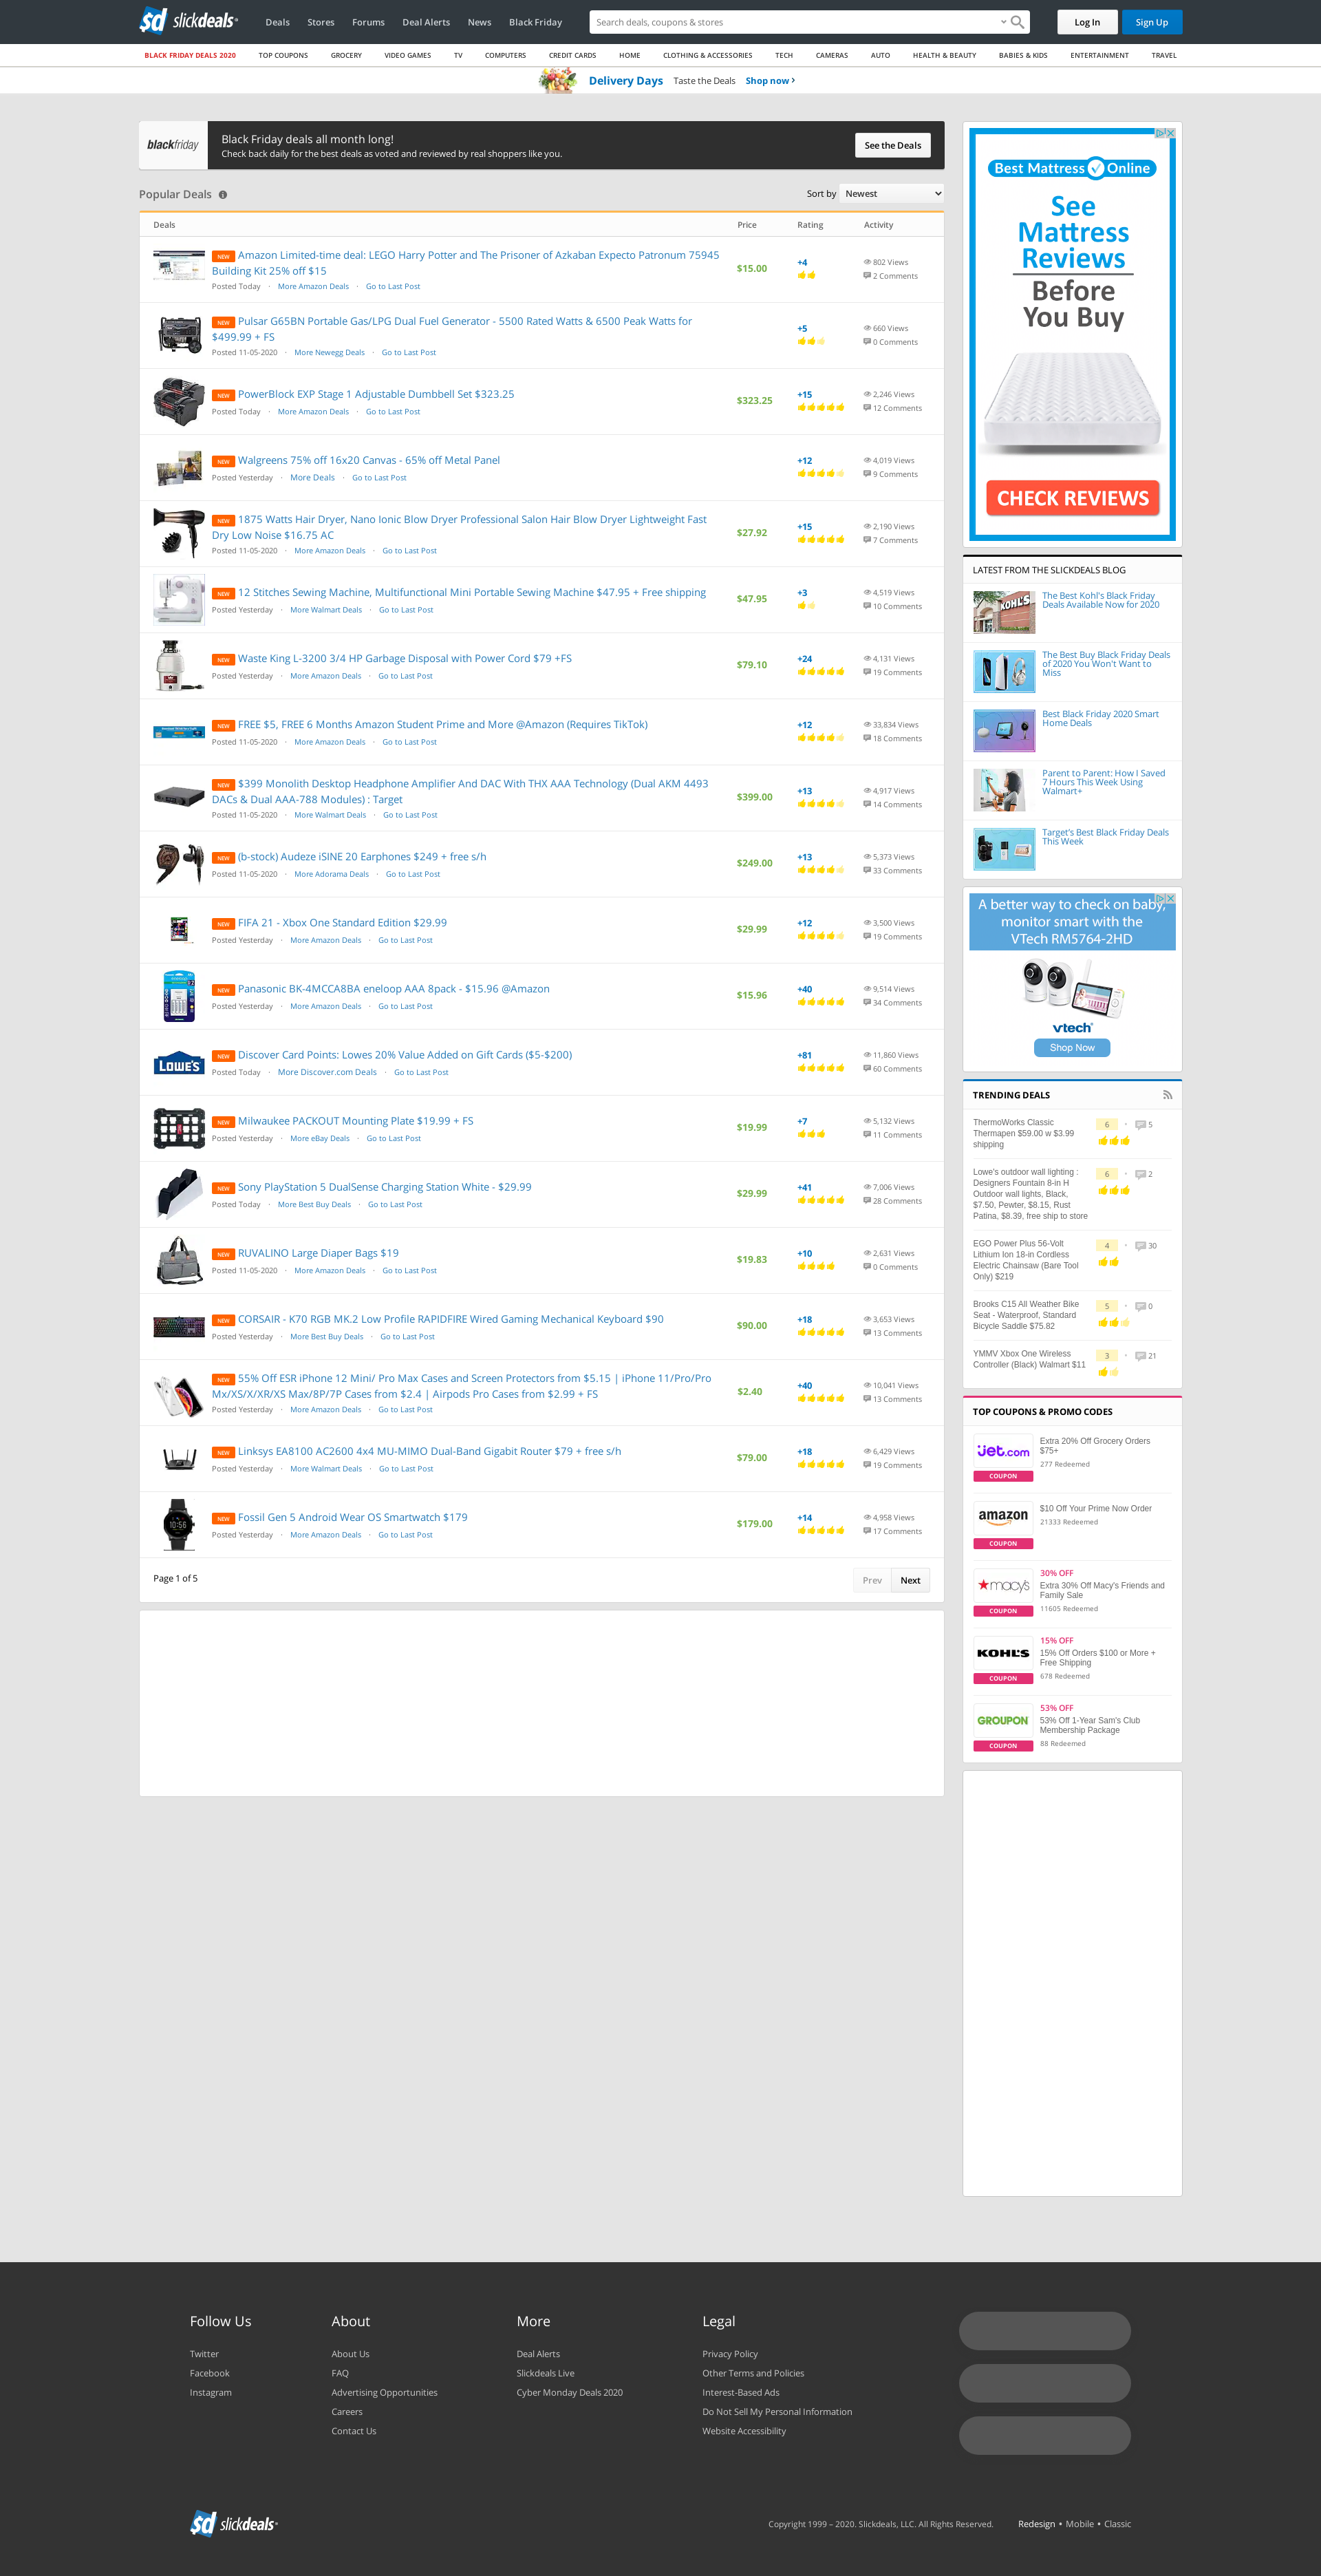 slickdeals
Deals Stores Forums Deal Alerts News Black Friday
Search deals, coupons & stores
Log In
Sign Up
BLACK FRIDAY DEALS 2020 TOP COUPONS GROCERY VIDEO GAMES TV COMPUTERS CREDIT CARDS HOME CLOTHING & ACCESSORIES TECH CAMERAS AUTO HEALTH & BEAUTY BABIES & KIDS ENTERTAINMENT TRAVEL
Delivery Days Taste the Deals Shop now
blackfriday
Black Friday deals all month long!
Check back daily for the best deals as voted and reviewed by real shoppers like you.
See the Deals
Popular Deals
Sort by Newest
Deals Price Rating Activity
NEW Amazon Limited-time deal: LEGO Harry Potter and The Prisoner of Azkaban Expecto Patronum 75945
Building Kit 25% off $15
Posted Today · More Amazon Deals · Go to Last Post
$15.00
+4
802 Views
2 Comments
NEW Pulsar G65BN Portable Gas/LPG Dual Fuel Generator - 5500 Rated Watts & 6500 Peak Watts for
$499.99 + FS
Posted 11-05-2020 · More Newegg Deals · Go to Last Post
+5
660 Views
0 Comments
NEW PowerBlock EXP Stage 1 Adjustable Dumbbell Set $323.25
Posted Today · More Amazon Deals · Go to Last Post
$323.25
+15
2,246 Views
12 Comments
NEW Walgreens 75% off 16x20 Canvas - 65% off Metal Panel
Posted Yesterday · More Deals · Go to Last Post
+12
4,019 Views
9 Comments
NEW 1875 Watts Hair Dryer, Nano Ionic Blow Dryer Professional Salon Hair Blow Dryer Lightweight Fast
Dry Low Noise $16.75 AC
Posted 11-05-2020 · More Amazon Deals · Go to Last Post
$27.92
+15
2,190 Views
7 Comments
NEW 12 Stitches Sewing Machine, Multifunctional Mini Portable Sewing Machine $47.95 + Free shipping
Posted Yesterday · More Walmart Deals · Go to Last Post
$47.95
+3
4,519 Views
10 Comments
NEW Waste King L-3200 3/4 HP Garbage Disposal with Power Cord $79 +FS
Posted Yesterday · More Amazon Deals · Go to Last Post
$79.10
+24
4,131 Views
19 Comments
NEW FREE $5, FREE 6 Months Amazon Student Prime and More @Amazon (Requires TikTok)
Posted 11-05-2020 · More Amazon Deals · Go to Last Post
+12
33,834 Views
18 Comments
NEW $399 Monolith Desktop Headphone Amplifier And DAC With THX AAA Technology (Dual AKM 4493
DACs & Dual AAA-788 Modules) : Target
Posted 11-05-2020 · More Walmart Deals · Go to Last Post
$399.00
+13
4,917 Views
14 Comments
NEW (b-stock) Audeze iSINE 20 Earphones $249 + free s/h
Posted 11-05-2020 · More Adorama Deals · Go to Last Post
$249.00
+13
5,373 Views
33 Comments
NEW FIFA 21 - Xbox One Standard Edition $29.99
Posted Yesterday · More Amazon Deals · Go to Last Post
$29.99
+12
3,500 Views
19 Comments
NEW Panasonic BK-4MCCA8BA eneloop AAA 8pack - $15.96 @Amazon
Posted Yesterday · More Amazon Deals · Go to Last Post
$15.96
+40
9,514 Views
34 Comments
LOWE'S
NEW Discover Card Points: Lowes 20% Value Added on Gift Cards ($5-$200)
Posted Today · More Discover.com Deals · Go to Last Post
+81
11,860 Views
60 Comments
NEW Milwaukee PACKOUT Mounting Plate $19.99 + FS
Posted Yesterday · More eBay Deals · Go to Last Post
$19.99
+7
5,132 Views
11 Comments
NEW Sony PlayStation 5 DualSense Charging Station White - $29.99
Posted Today · More Best Buy Deals · Go to Last Post
$29.99
+41
7,006 Views
28 Comments
NEW RUVALINO Large Diaper Bags $19
Posted 11-05-2020 · More Amazon Deals · Go to Last Post
$19.83
+10
2,631 Views
0 Comments
NEW CORSAIR - K70 RGB MK.2 Low Profile RAPIDFIRE Wired Gaming Mechanical Keyboard $90
Posted Yesterday · More Best Buy Deals · Go to Last Post
$90.00
+18
3,653 Views
13 Comments
NEW 55% Off ESR iPhone 12 Mini/ Pro Max Cases and Screen Protectors from $5.15 | iPhone 11/Pro/Pro
Mx/XS/X/XR/XS Max/8P/7P Cases from $2.4 | Airpods Pro Cases from $2.99 + FS
Posted Yesterday · More Amazon Deals · Go to Last Post
$2.40
+40
10,041 Views
13 Comments
NEW Linksys EA8100 AC2600 4x4 MU-MIMO Dual-Band Gigabit Router $79 + free s/h
Posted Yesterday · More Walmart Deals · Go to Last Post
$79.00
+18
6,429 Views
19 Comments
NEW Fossil Gen 5 Android Wear OS Smartwatch $179
Posted Yesterday · More Amazon Deals · Go to Last Post
$179.00
+14
4,958 Views
17 Comments
Page 1 of 5
Prev Next
Best Mattress Online
See
Mattress
Reviews
Before
You Buy
CHECK REVIEWS
LATEST FROM THE SLICKDEALS BLOG
KOHL'S
The Best Kohl's Black Friday
Deals Available Now for 2020
The Best Buy Black Friday Deals
of 2020 You Won't Want to
Miss
Best Black Friday 2020 Smart
Home Deals
Parent to Parent: How I Saved
7 Hours This Week Using
Walmart+
Target's Best Black Friday Deals
This Week
A better way to check on baby,
monitor smart with the
VTech RM5764-2HD
vtech
Shop Now
TRENDING DEALS
ThermoWorks Classic
Thermapen $59.00 w $3.99
shipping
6 · 5
Lowe's outdoor wall lighting :
Designers Fountain 8-in H
Outdoor wall lights, Black,
$7.50, Pewter, $8.15, Rust
Patina, $8.39, free ship to store
6 · 2
EGO Power Plus 56-Volt
Lithium Ion 18-in Cordless
Electric Chainsaw (Bare Tool
Only) $219
4 · 30
Brooks C15 All Weather Bike
Seat - Waterproof, Standard
Bicycle Saddle $75.82
5 · 0
YMMV Xbox One Wireless
Controller (Black) Walmart $11
3 · 21
TOP COUPONS & PROMO CODES
jet.com
COUPON
Extra 20% Off Grocery Orders
$75+
277 Redeemed
amazon
COUPON
$10 Off Your Prime Now Order
21333 Redeemed
macy's
COUPON
30% OFF
Extra 30% Off Macy's Friends and
Family Sale
11605 Redeemed
KOHL'S
COUPON
15% OFF
15% Off Orders $100 or More +
Free Shipping
678 Redeemed
GROUPON
COUPON
53% OFF
53% Off 1-Year Sam's Club
Membership Package
88 Redeemed
Follow Us
Twitter
Facebook
Instagram
About
About Us
FAQ
Advertising Opportunities
Careers
Contact Us
More
Deal Alerts
Slickdeals Live
Cyber Monday Deals 2020
Legal
Privacy Policy
Other Terms and Policies
Interest-Based Ads
Do Not Sell My Personal Information
Website Accessibility
slickdeals
Copyright 1999 – 2020. Slickdeals, LLC. All Rights Reserved.
Redesign • Mobile • Classic